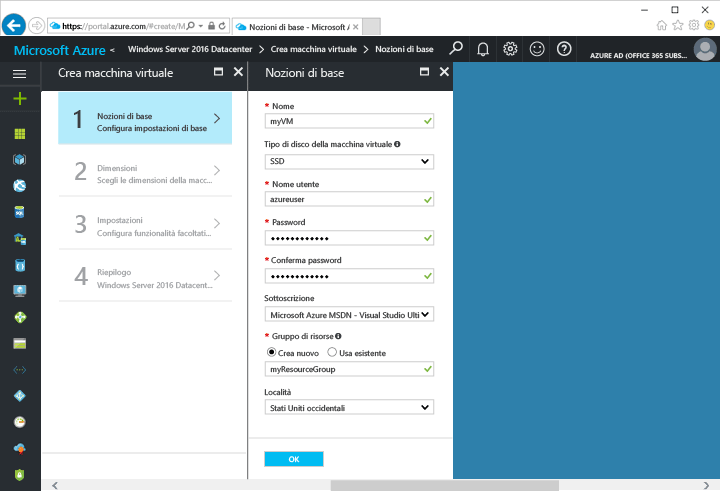 https://portal.azure.com/#create/M
Nozioni di base - Microsoft A
Microsoft Azure
Windows Server 2016 Datacenter > Crea macchina virtuale > Nozioni di base
AZURE AD (OFFICE 365 SUBS...
Crea macchina virtuale
1
Nozioni di base
Configura impostazioni di base
2
Dimensioni
Scegli le dimensioni della macc...
3
Impostazioni
Configura funzionalità facoltati...
4
Riepilogo
Windows Server 2016 Datacent...
Nozioni di base
* Nome
myVM
Tipo di disco della macchina virtuale
SSD
* Nome utente
azureuser
* Password
* Conferma password
Sottoscrizione
Microsoft Azure MSDN - Visual Studio Ulti
* Gruppo di risorse
Crea nuovo
Usa esistente
myResourceGroup
Località
Stati Uniti occidentali
OK